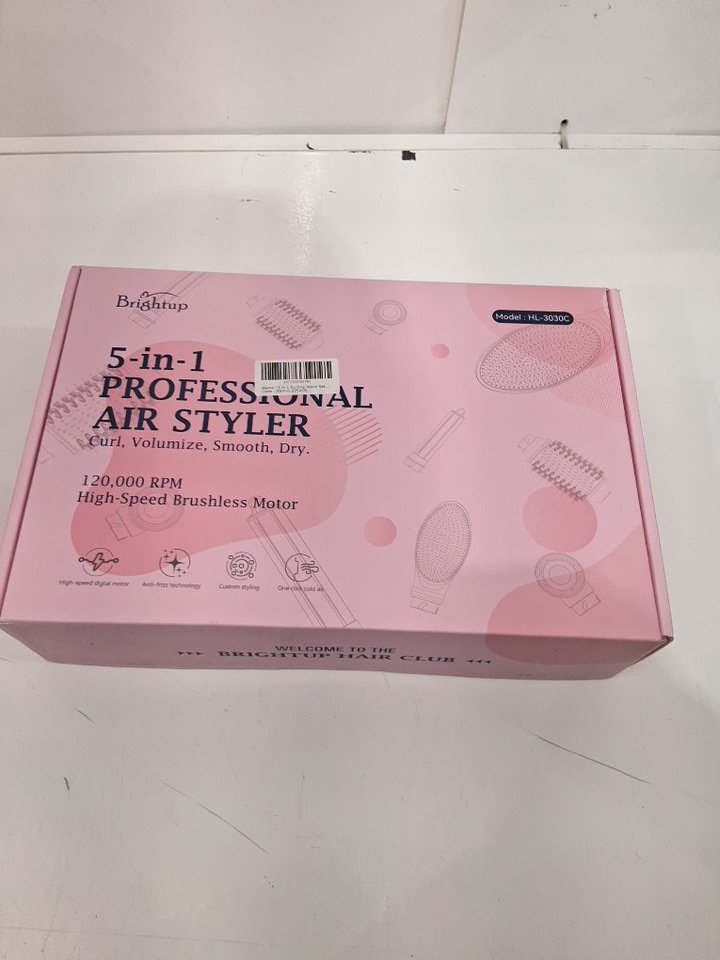 Brightup
Model : HL-3030C
5-in-1
PROFESSIONAL
AIR STYLER
Curl, Volumize, Smooth, Dry.
120,000 RPM
High-Speed Brushless Motor
High-speed digital motor
Anti-frizz technology
Custom styling
One click cold air
WELCOME TO THE
BRIGHTUP HAIR CLUB